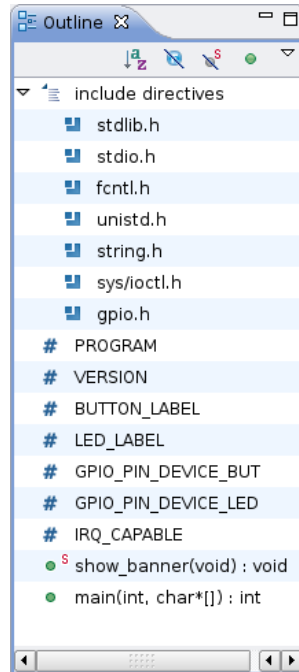 Outline
include directives
stdlib.h
stdio.h
fcntl.h
unistd.h
string.h
sys/ioctl.h
gpio.h
# PROGRAM
# VERSION
# BUTTON_LABEL
# LED_LABEL
# GPIO_PIN_DEVICE_BUT
# GPIO_PIN_DEVICE_LED
# IRQ_CAPABLE
S show_banner(void) : void
main(int, char*[]) : int